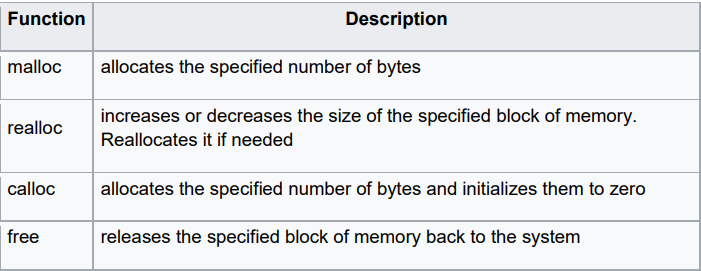 Function Description
malloc allocates the specified number of bytes
realloc increases or decreases the size of the specified block of memory.
Reallocates it if needed
calloc allocates the specified number of bytes and initializes them to zero
free releases the specified block of memory back to the system